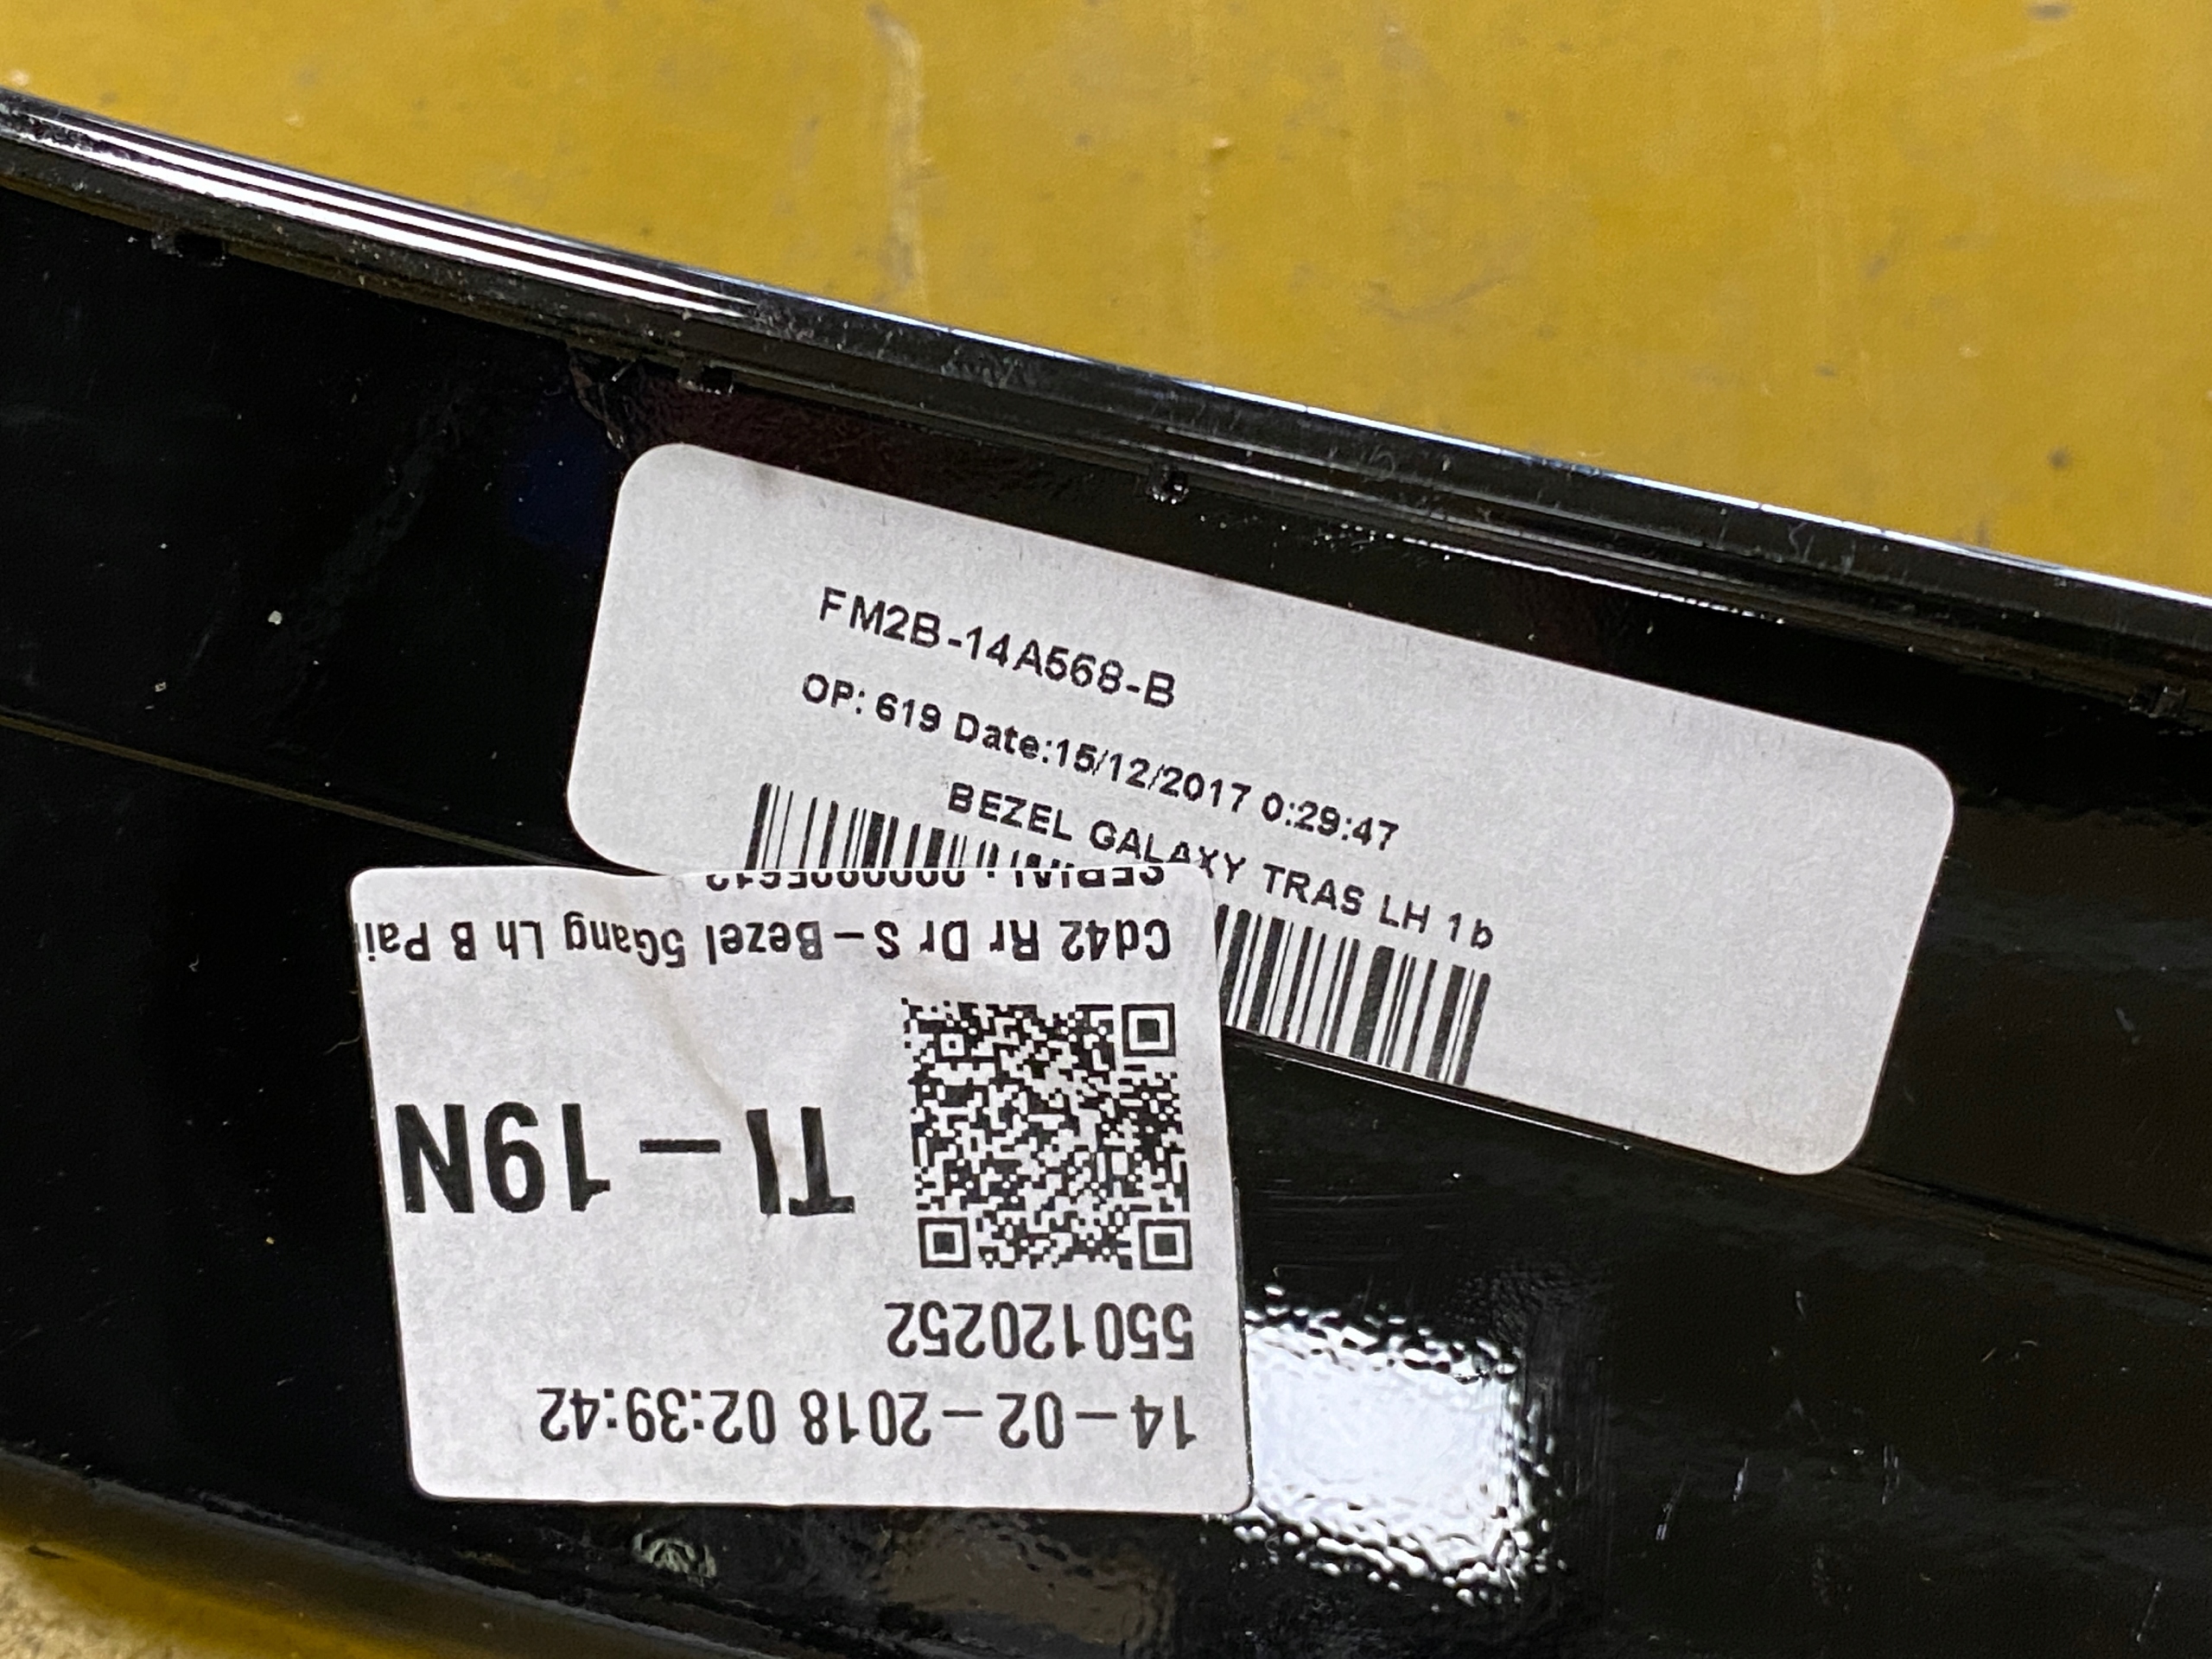 FM2B-14A568-B
OP: 619 Date:15/12/2017 0:29:47
BEZEL GALAXY TRAS LH 1b
14-02-2018 02:39:42
550120252
TI-19N
Cd42 Rr Dr S-Bezel 5Gang Lh B Pai